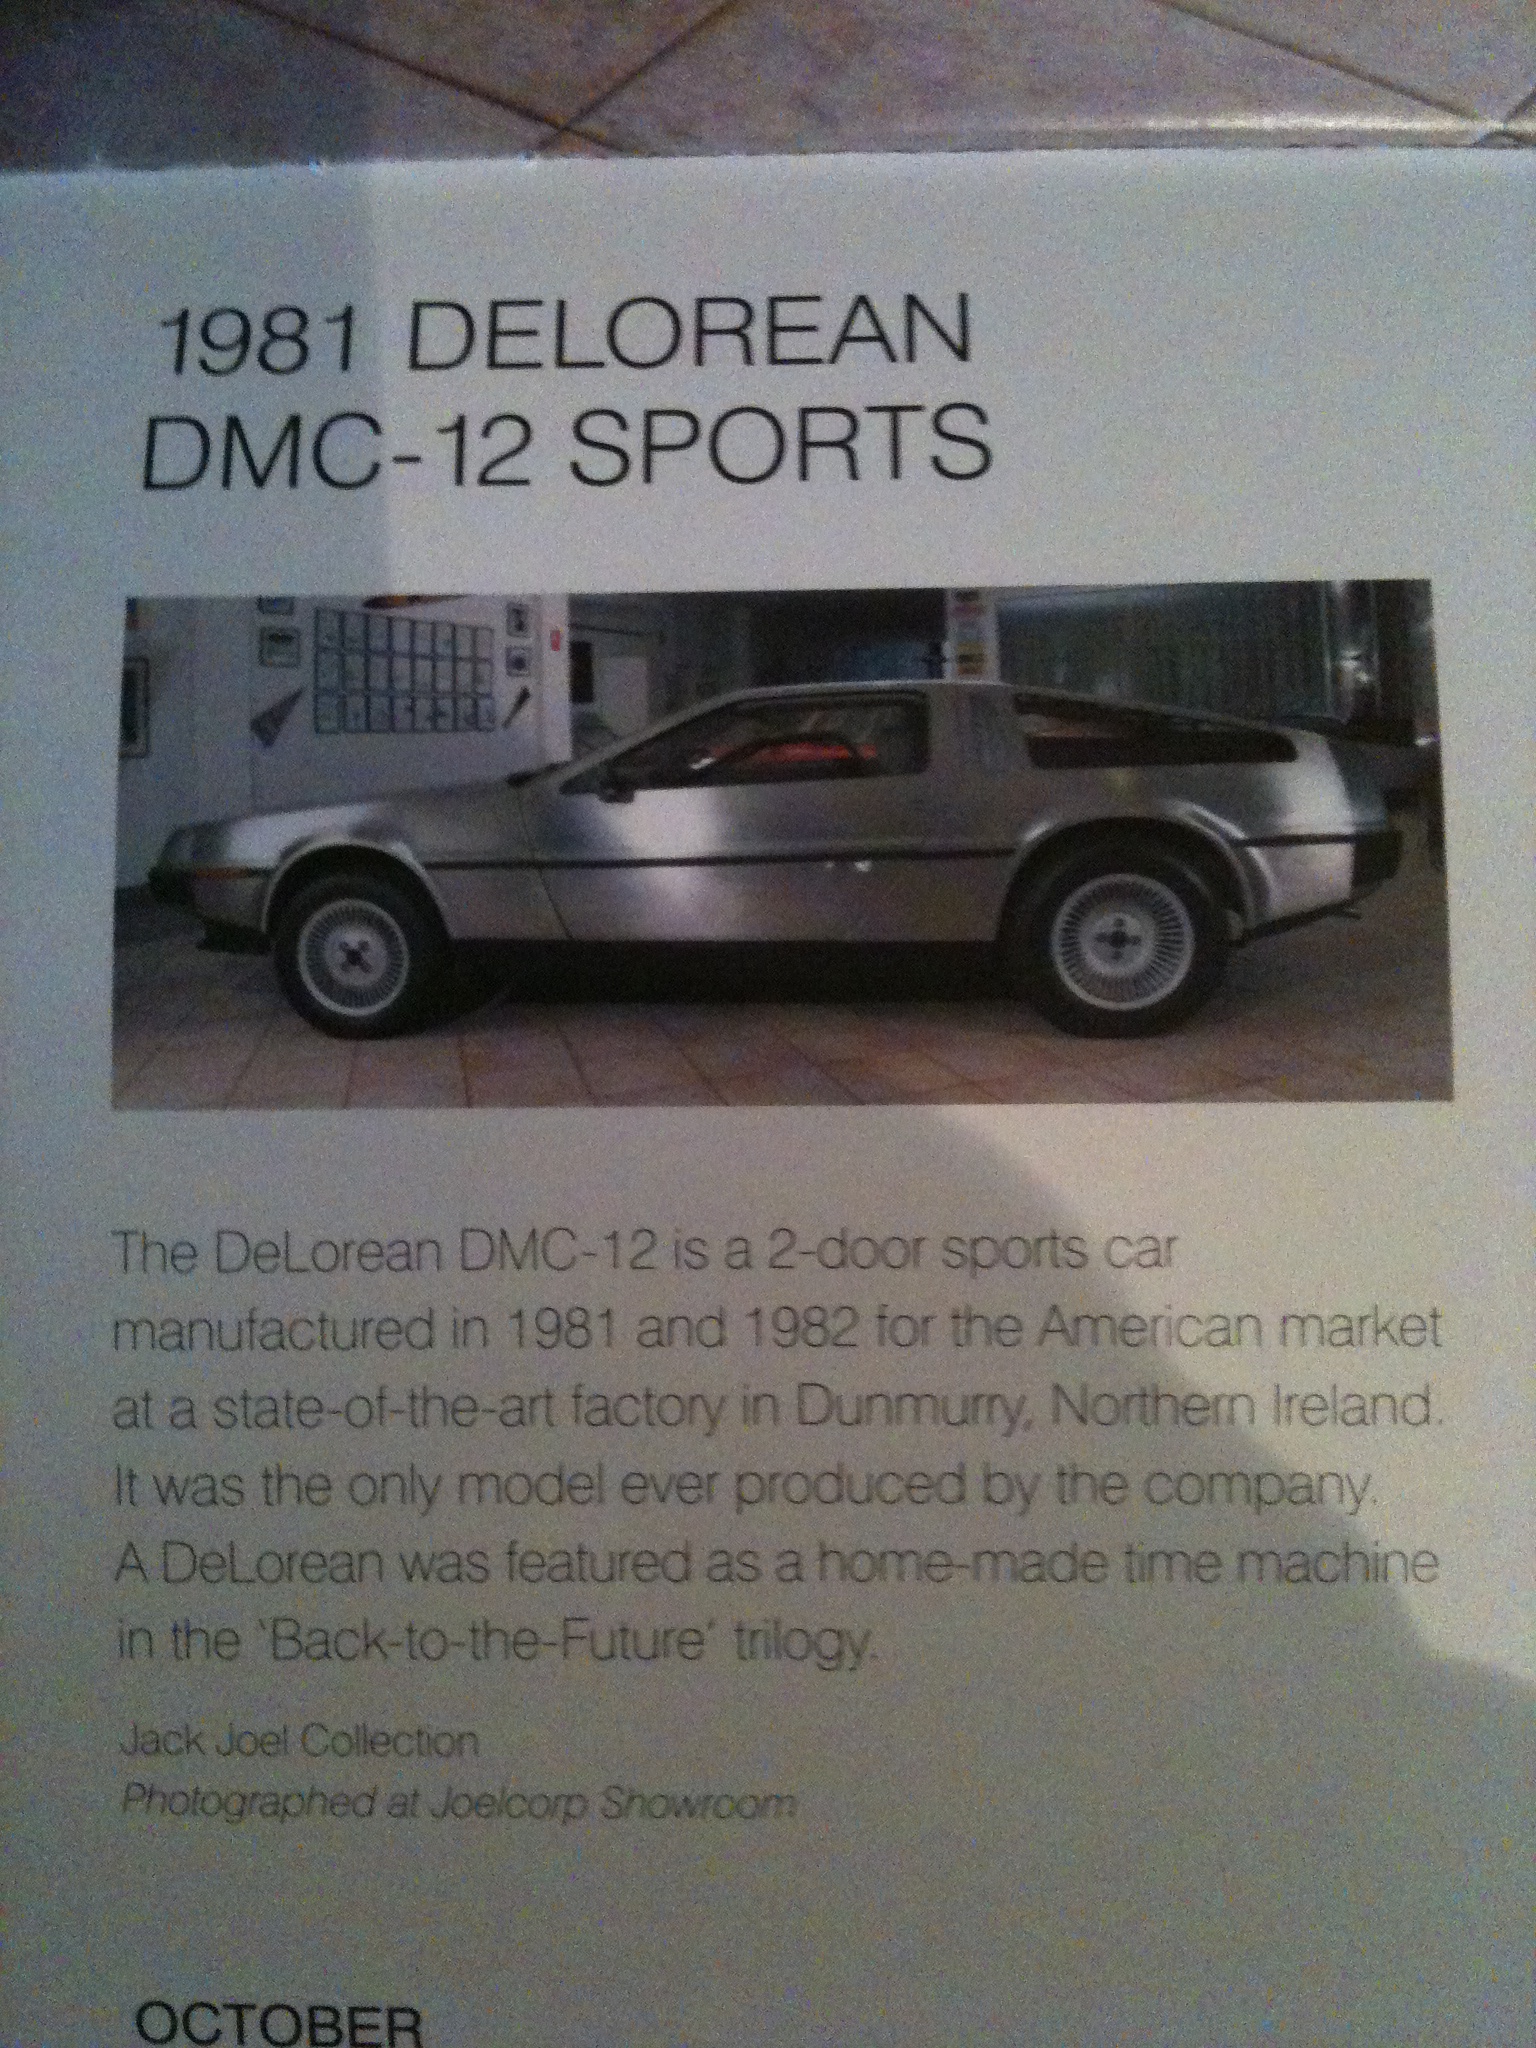 1981 DELOREAN
DMC-12 SPORTS
The DeLorean DMC-12 is a 2-door sports car
manufactured in 1981 and 1982 for the American market
at a state-of-the-art factory in Dunmurry, Northern Ireland.
It was the only model ever produced by the company.
A DeLorean was featured as a home-made time machine
in the 'Back-to-the-Future' trilogy.
Jack Joel Collection
Photographed at Joelcorp Showroom
OCTOBER